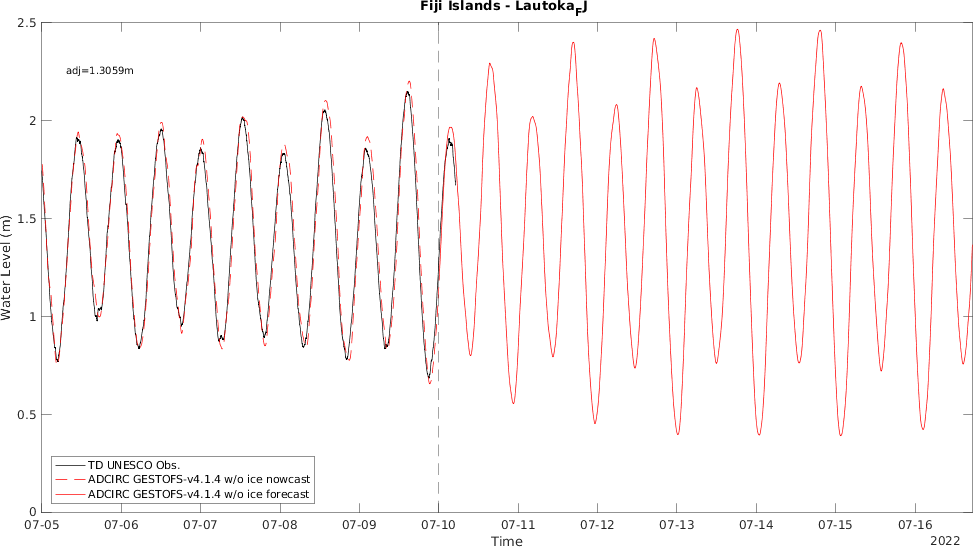 Fiji Islands - Lautoka_FJ
adj=1.3059m
2.5
2
1.5
1
0.5
0
Water Level (m)
TD UNESCO Obs.
ADCIRC GESTOFS-v4.1.4 w/o ice nowcast
ADCIRC GESTOFS-v4.1.4 w/o ice forecast
07-05 07-06 07-07 07-08 07-09 07-10 07-11 07-12 07-13 07-14 07-15 07-16
Time
2022